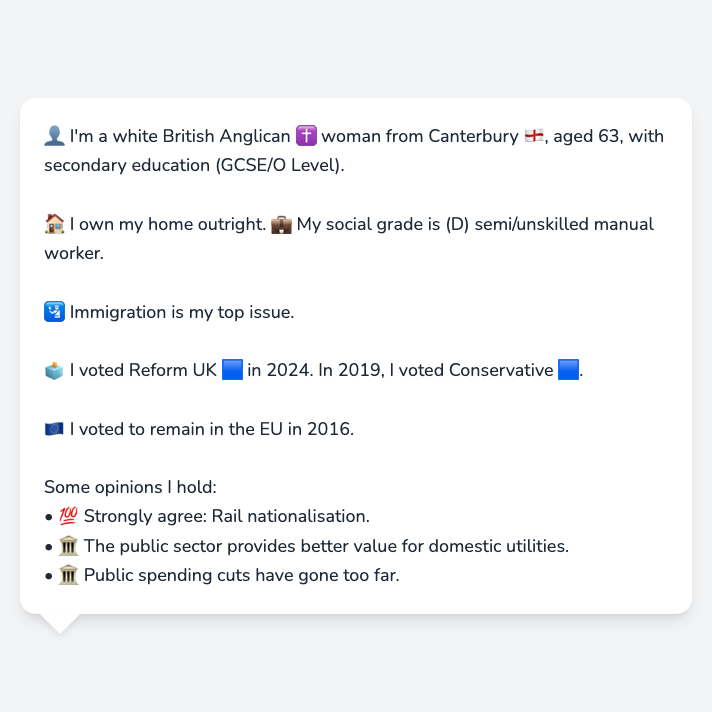 👤 I'm a white British Anglican ✝️ woman from Canterbury 🏴󠁧󠁢󠁥󠁮󠁧󠁿, aged 63, with
secondary education (GCSE/O Level).
🏠 I own my home outright. 💼 My social grade is (D) semi/unskilled manual
worker.
🛂 Immigration is my top issue.
🗳️ I voted Reform UK 🟦 in 2024. In 2019, I voted Conservative 🟦.
🇪🇺 I voted to remain in the EU in 2016.
Some opinions I hold:
• 💯 Strongly agree: Rail nationalisation.
• 🏛️ The public sector provides better value for domestic utilities.
• 🏛️ Public spending cuts have gone too far.